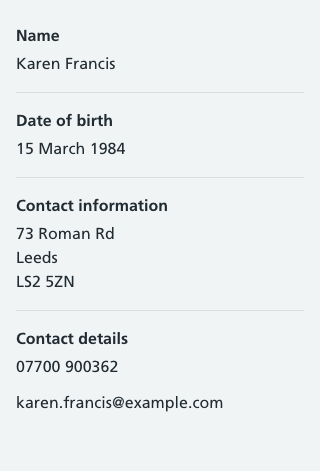 Name
Karen Francis
Date of birth
15 March 1984
Contact information
73 Roman Rd
Leeds
LS2 5ZN
Contact details
07700 900362
karen.francis@example.com